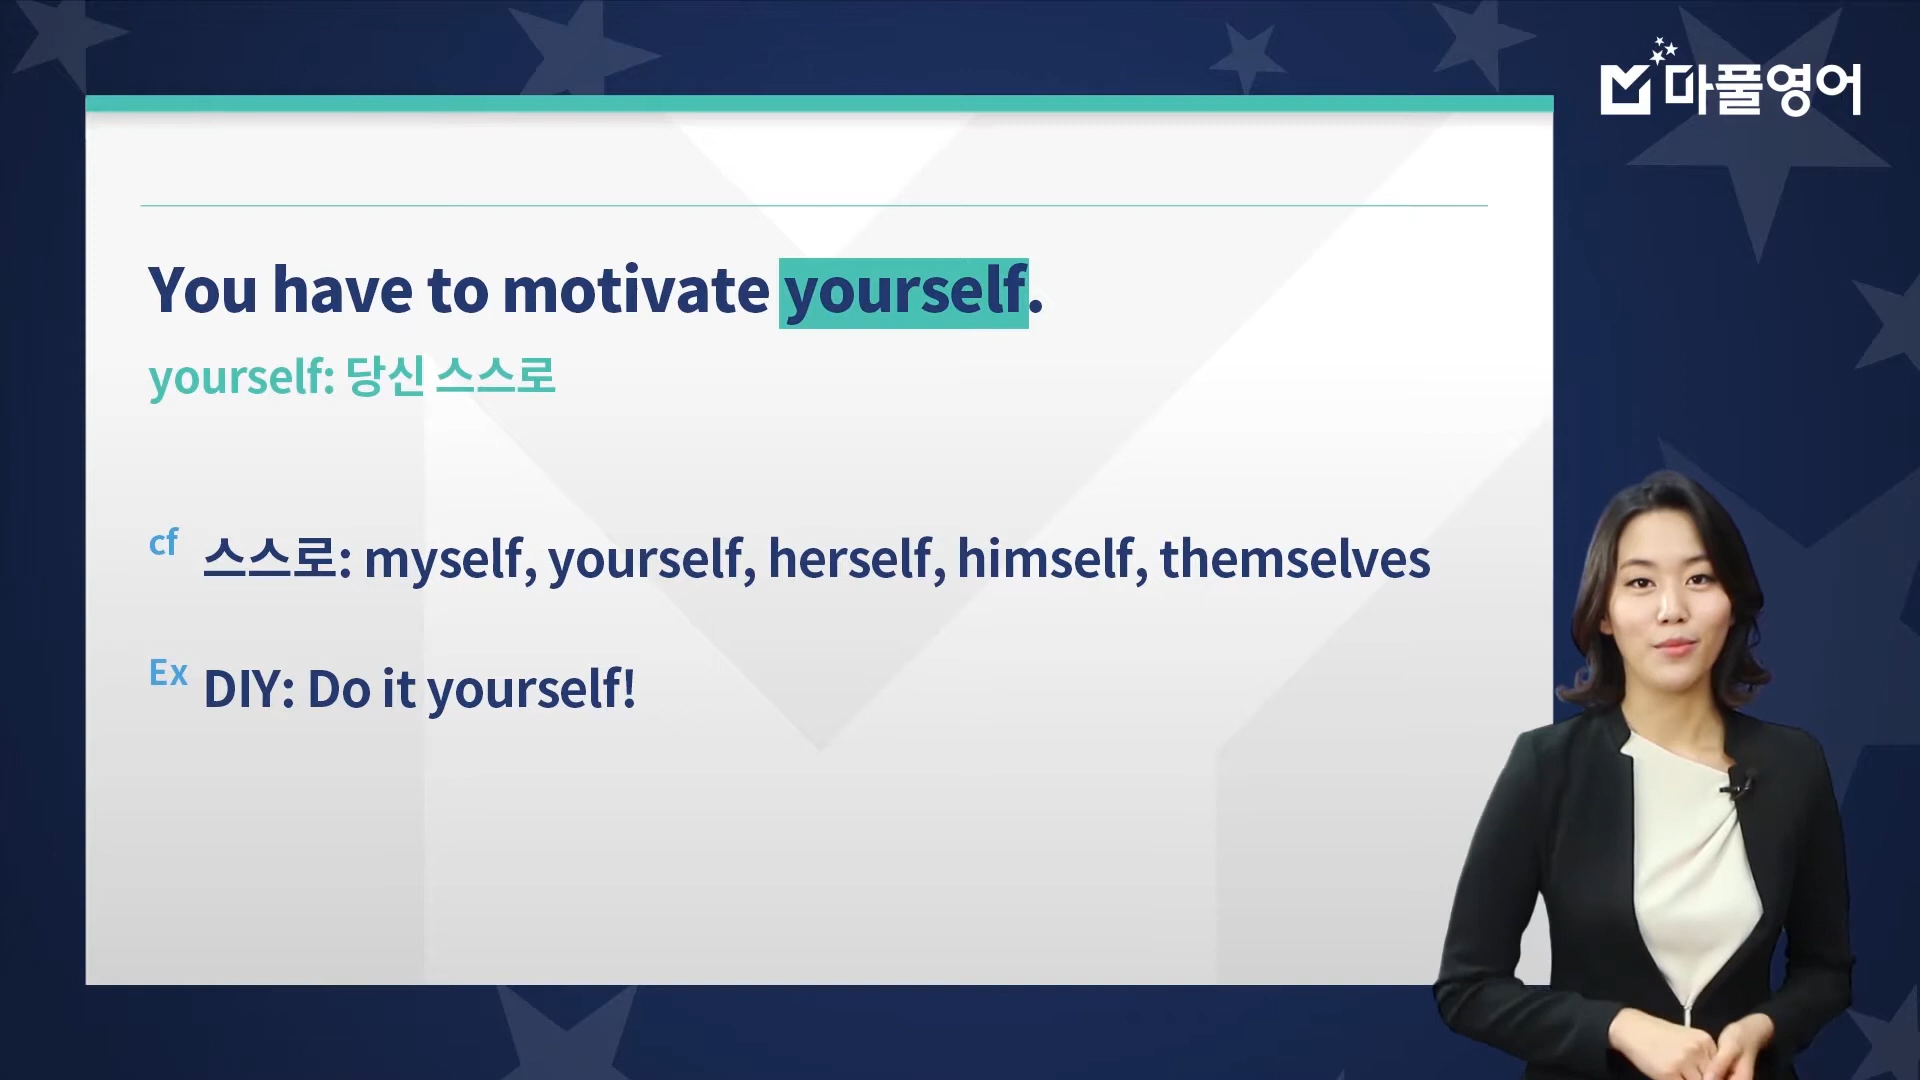 마풀영어
You have to motivate yourself.
yourself: 당신 스스로
cf 스스로: myself, yourself, herself, himself, themselves
Ex DIY: Do it yourself!